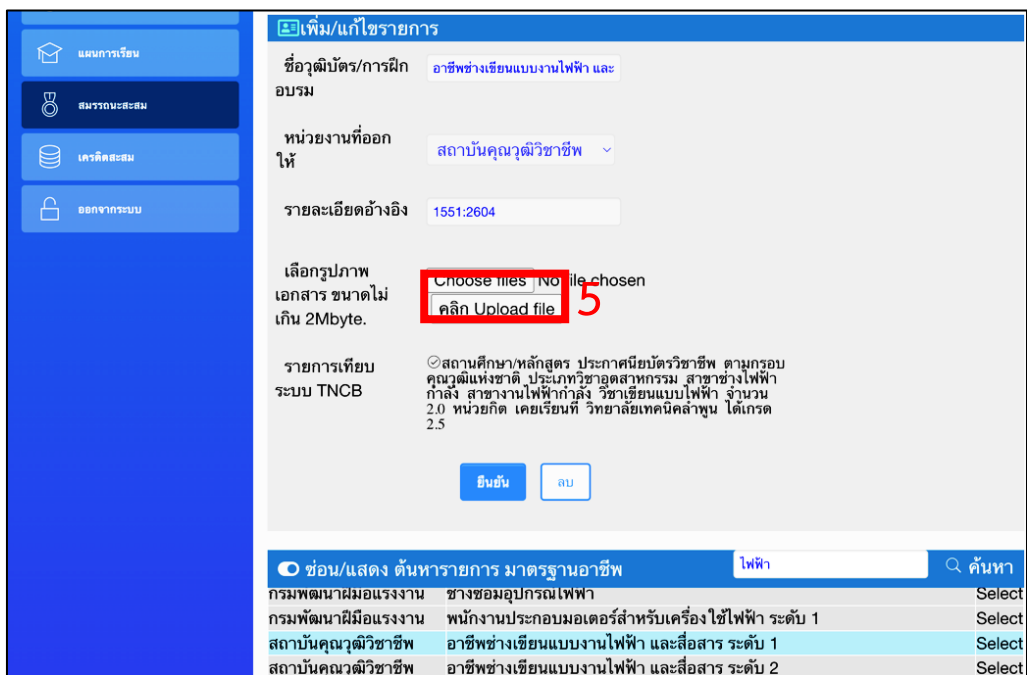 เพิ่ม/แก้ไขรายการ
แผนการเรียน
ชื่อวุฒิบัตร/การฝึก
อบรม
อาชีพช่างเขียนแบบงานไฟฟ้า และ
สมรรถนะสะสม
หน่วยงานที่ออก
ให้
สถาบันคุณวุฒิวิชาชีพ
เครดิตสะสม
รายละเอียดอ้างอิง
1551:2604
ออกจากระบบ
เลือกรูปภาพ
เอกสาร ขนาดไม่
เกิน 2Mbyte.
Choose files No file chosen
คลิก Upload file
5
รายการเทียบ
ระบบ TNCB
สถานศึกษา/หลักสูตร ประกาศนียบัตรวิชาชีพ ตามกรอบ
คุณวุฒิแห่งชาติ ประเภทวิชาอุตสาหกรรม สาขาช่างไฟฟ้า
กำลัง สาขางานไฟฟ้ากำลัง วิชาเขียนแบบไฟฟ้า จำนวน
2.0 หน่วยกิต เคยเรียนที่ วิทยาลัยเทคนิคลำพูน ได้เกรด
2.5
ยืนยัน ลบ
ซ่อน/แสดง ค้นหารายการ มาตรฐานอาชีพ ไฟฟ้า ค้นหา
กรมพัฒนาฝีมือแรงงาน ช่างซ่อมอุปกรณ์ไฟฟ้า Select
กรมพัฒนาฝีมือแรงงาน พนักงานประกอบมอเตอร์สำหรับเครื่องใช้ไฟฟ้า ระดับ 1 Select
สถาบันคุณวุฒิวิชาชีพ อาชีพช่างเขียนแบบงานไฟฟ้า และสื่อสาร ระดับ 1 Select
สถาบันคุณวุฒิวิชาชีพ อาชีพช่างเขียนแบบงานไฟฟ้า และสื่อสาร ระดับ 2 Select